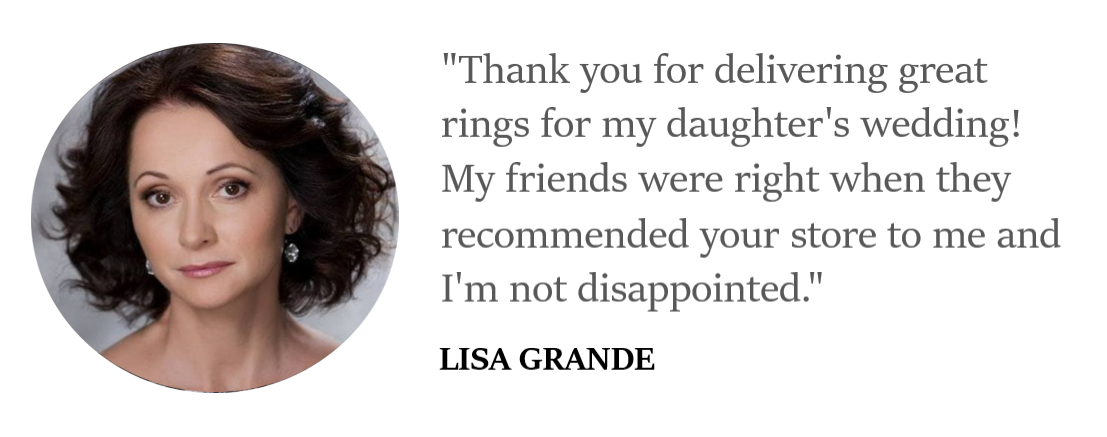 "Thank you for delivering great
rings for my daughter's wedding!
My friends were right when they
recommended your store to me and
I'm not disappointed."
LISA GRANDE